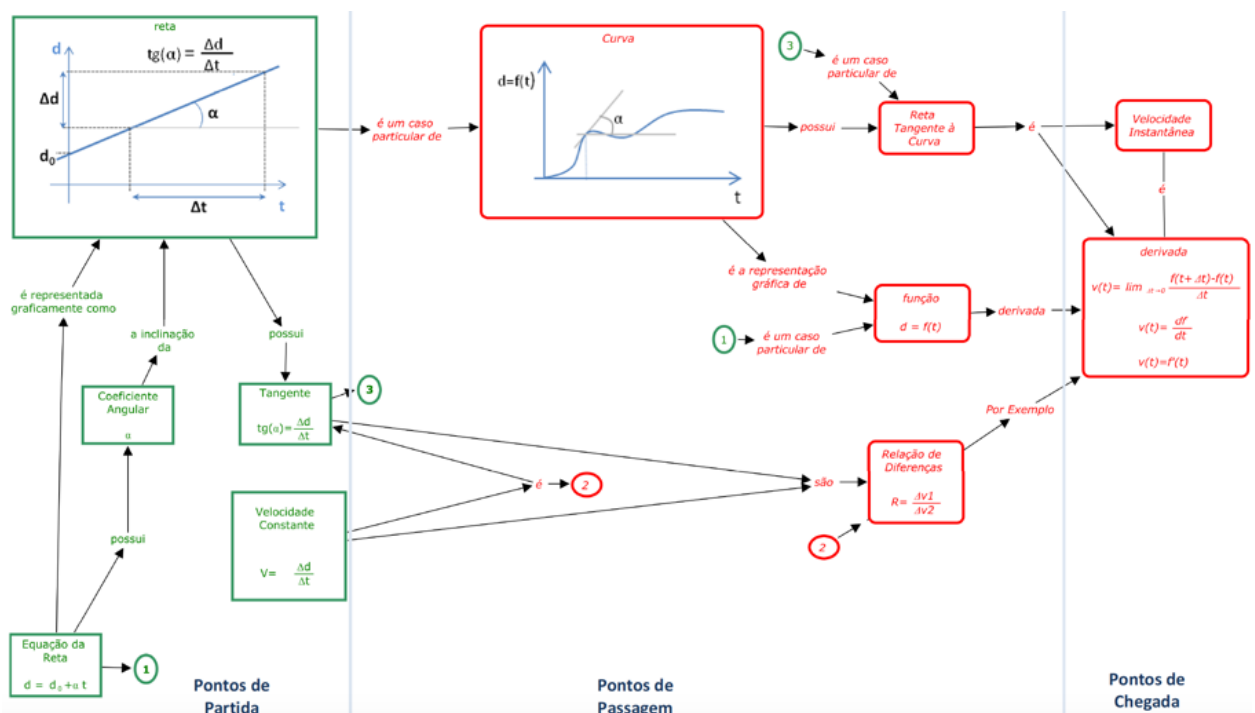 reta
d
tg(α) = Δd
Δt
Δd
α
d₀
Δt
t
é um caso
particular de
Curva
d=f(t)
α
t
possui
3
é um caso
particular de
Reta
Tangente à
Curva
é
Velocidade
Instantânea
é
derivada
v(t)= lim Δt→0 f(t+Δt)-f(t)
Δt
v(t)= df
dt
v(t)=f'(t)
é a representação
gráfica de
função
d = f(t)
derivada
1
é um caso
particular de
é representada
graficamente como
a inclinação
da
possui
Coeficiente
Angular
α
Tangente
tg(α)= Δd
Δt
3
é
2
são
Relação de
Diferenças
R= Δv1
Δv2
2
Por Exemplo
Velocidade
Constante
V= Δd
Δt
possui
Equação da
Reta
d = d₀ +α t
1
Pontos de
Partida
Pontos de
Passagem
Pontos de
Chegada